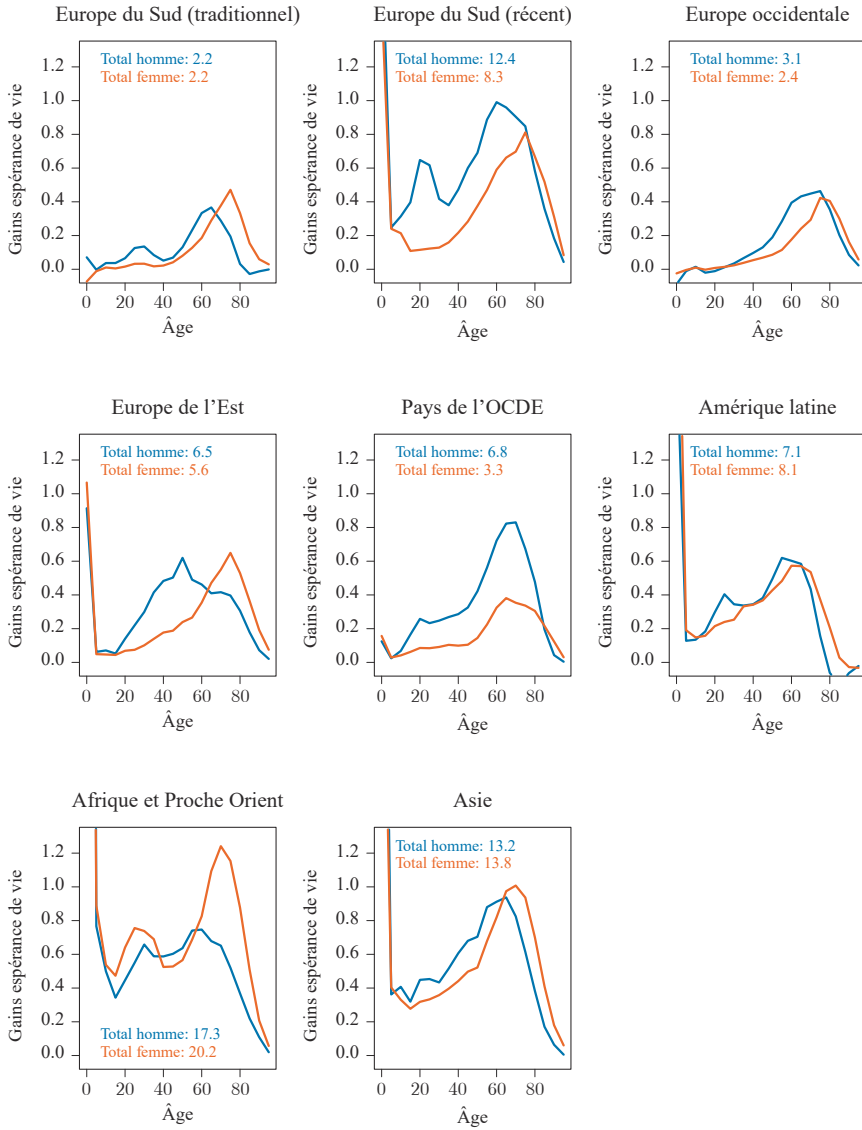 Europe du Sud (traditionnel)
Gains espérance de vie
1.2
1.0
0.8
0.6
0.4
0.2
0.0
Total homme: 2.2
Total femme: 2.2
0 20 40 60 80
Âge
Europe du Sud (récent)
Gains espérance de vie
1.2
1.0
0.8
0.6
0.4
0.2
0.0
Total homme: 12.4
Total femme: 8.3
0 20 40 60 80
Âge
Europe occidentale
Gains espérance de vie
1.2
1.0
0.8
0.6
0.4
0.2
0.0
Total homme: 3.1
Total femme: 2.4
0 20 40 60 80
Âge
Europe de l’Est
Gains espérance de vie
1.2
1.0
0.8
0.6
0.4
0.2
0.0
Total homme: 6.5
Total femme: 5.6
0 20 40 60 80
Âge
Pays de l’OCDE
Gains espérance de vie
1.2
1.0
0.8
0.6
0.4
0.2
0.0
Total homme: 6.8
Total femme: 3.3
0 20 40 60 80
Âge
Amérique latine
Gains espérance de vie
1.2
1.0
0.8
0.6
0.4
0.2
0.0
Total homme: 7.1
Total femme: 8.1
0 20 40 60 80
Âge
Afrique et Proche Orient
Gains espérance de vie
1.2
1.0
0.8
0.6
0.4
0.2
0.0
Total homme: 17.3
Total femme: 20.2
0 20 40 60 80
Âge
Asie
Gains espérance de vie
1.2
1.0
0.8
0.6
0.4
0.2
0.0
Total homme: 13.2
Total femme: 13.8
0 20 40 60 80
Âge